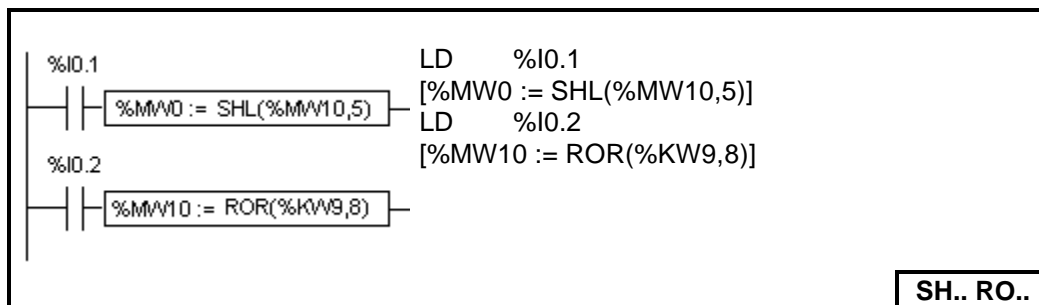 %I0.1
%MW0 := SHL(%MW10,5)
%I0.2
%MW10 := ROR(%KW9,8)
LD %I0.1
[%MW0 := SHL(%MW10,5)]
LD %I0.2
[%MW10 := ROR(%KW9,8)]
SH.. RO..